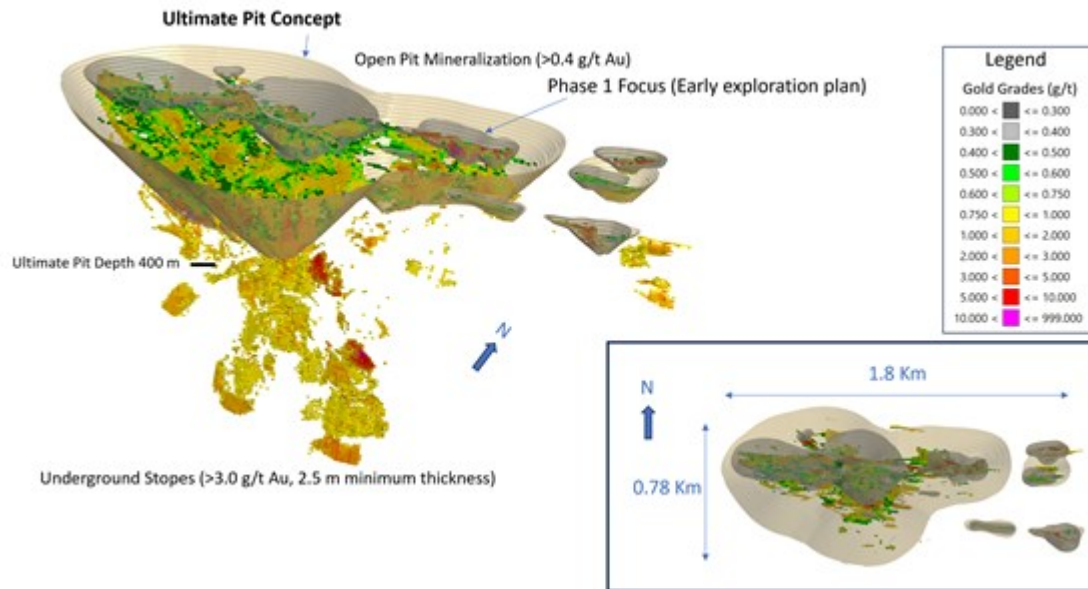 Ultimate Pit Concept
Open Pit Mineralization (>0.4 g/t Au)
Phase 1 Focus (Early exploration plan)
Ultimate Pit Depth 400 m
N
Underground Stopes (>3.0 g/t Au, 2.5 m minimum thickness)
Legend
Gold Grades (g/t)
0.000 < <= 0.300
0.300 < <= 0.400
0.400 < <= 0.500
0.500 < <= 0.600
0.600 < <= 0.750
0.750 < <= 1.000
1.000 < <= 2.000
2.000 < <= 3.000
3.000 < <= 5.000
5.000 < <= 10.000
10.000 < <= 999.000
1.8 Km
N
0.78 Km